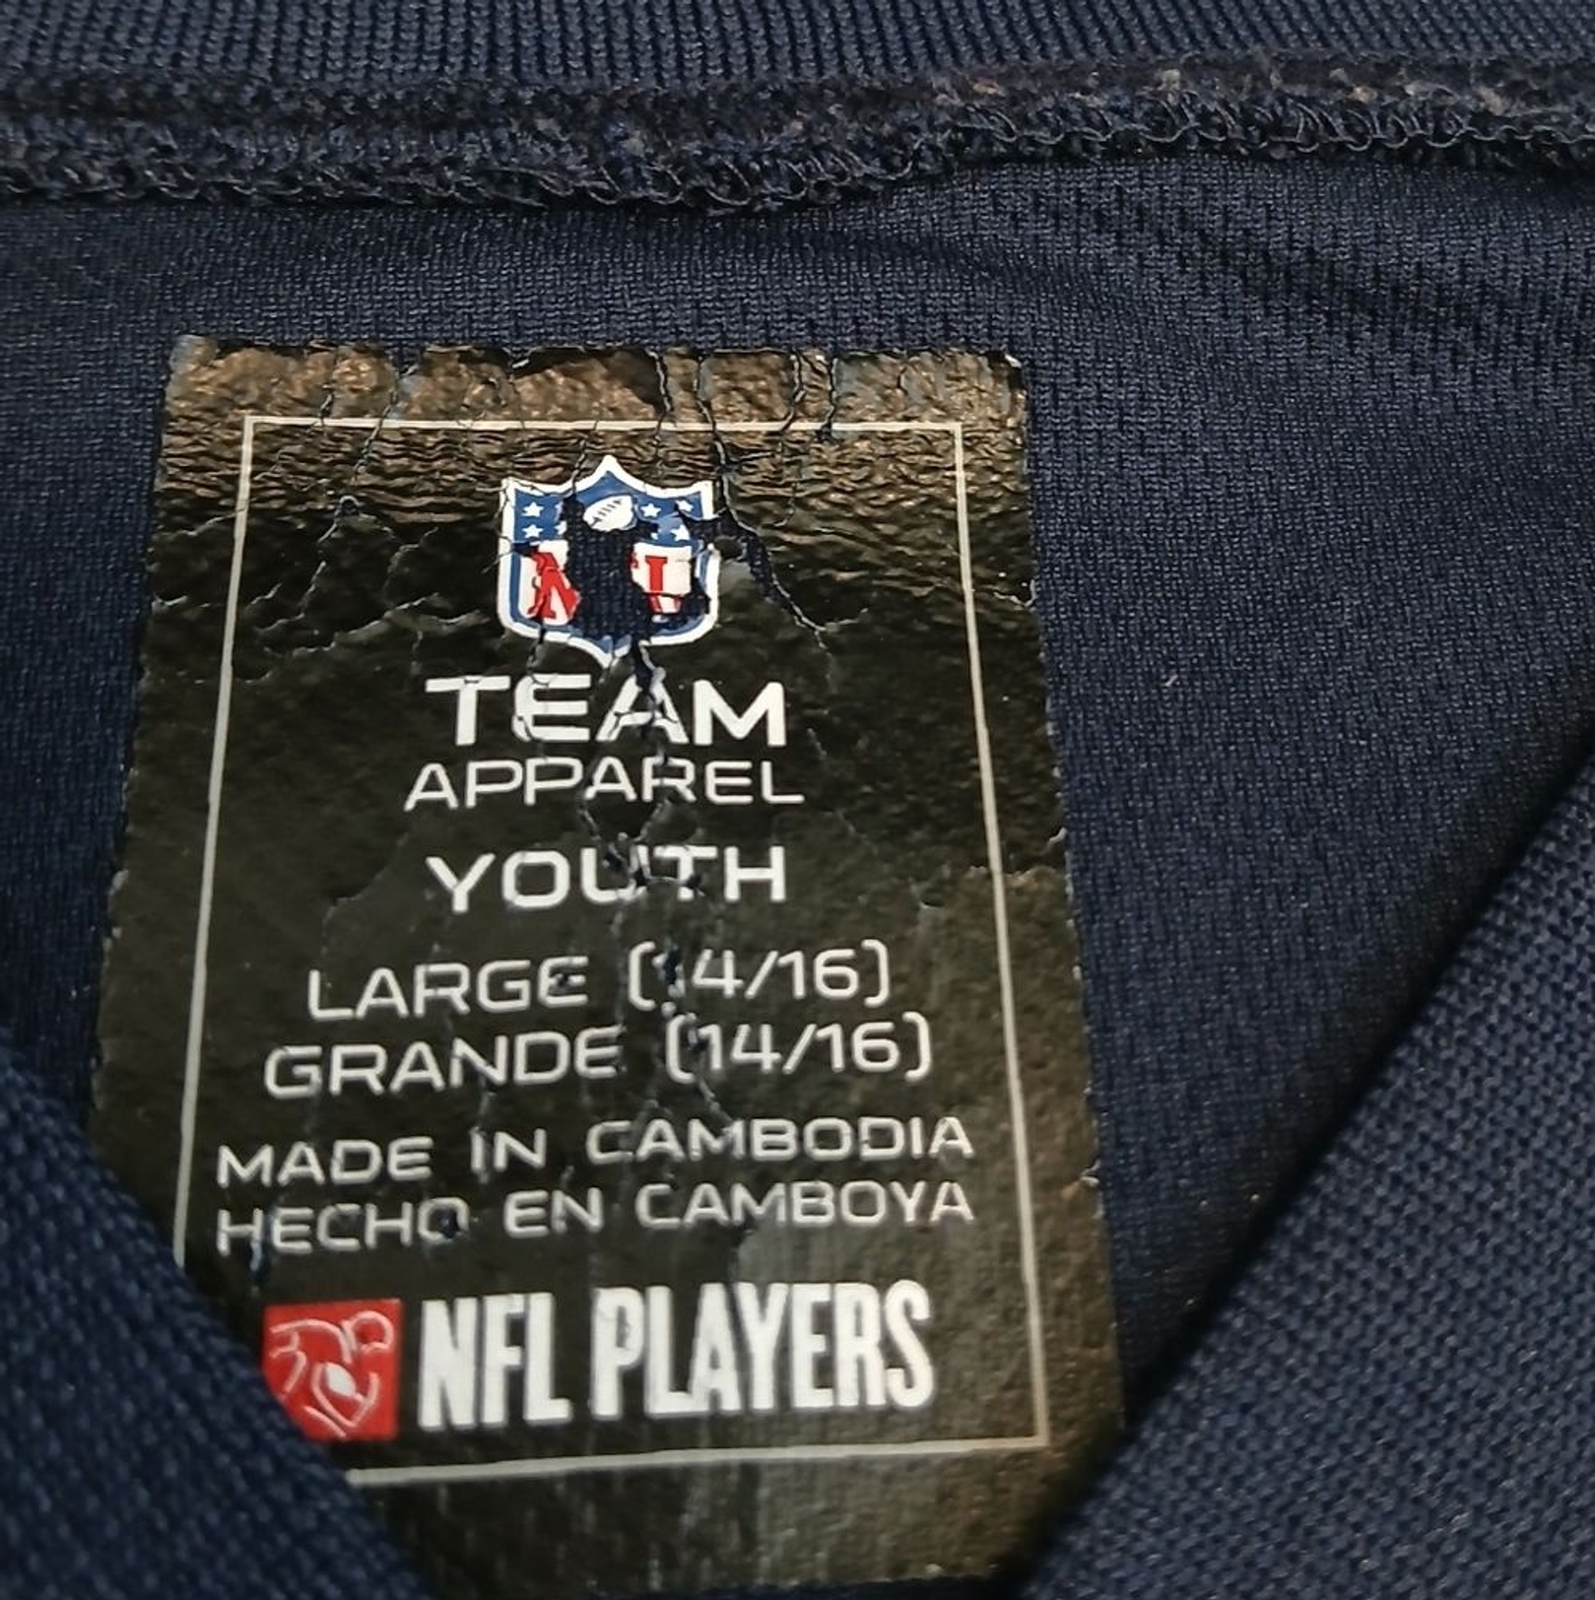 TEAM
APPAREL
YOUTH
LARGE (14/16)
GRANDE (14/16)
MADE IN CAMBODIA
HECHO EN CAMBOYA
NFL PLAYERS